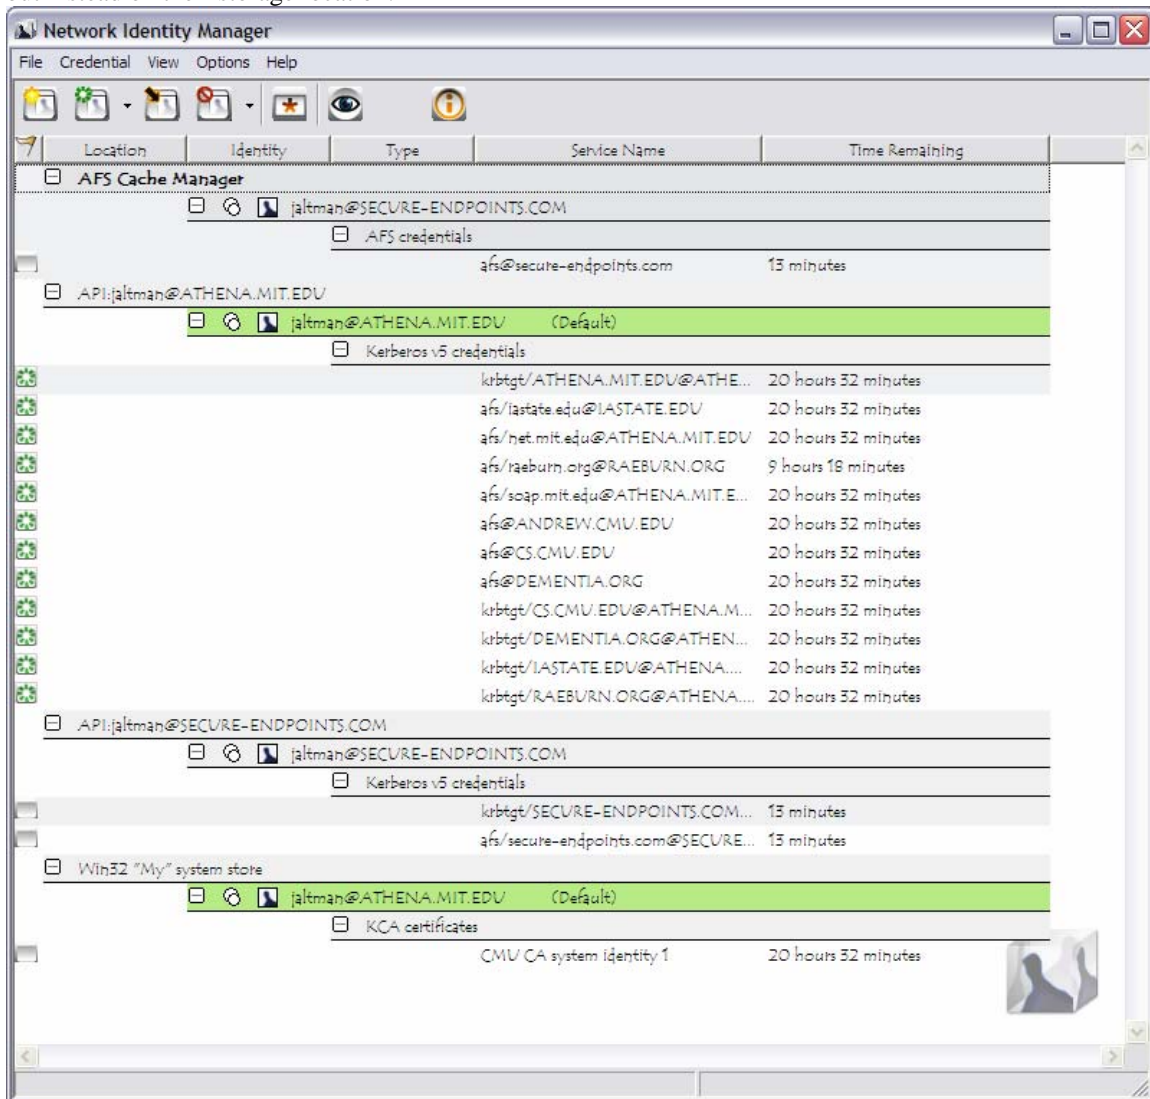 Network Identity Manager
File Credential View Options Help
Location Identity Type Service Name Time Remaining
AFS Cache Manager
jaltman@SECURE-ENDPOINTS.COM
AFS credentials
afs@secure-endpoints.com 13 minutes
API:jaltman@ATHENA.MIT.EDU
jaltman@ATHENA.MIT.EDU (Default)
Kerberos v5 credentials
krbtgt/ATHENA.MIT.EDU@ATHE... 20 hours 32 minutes
afs/iastate.edu@IASTATE.EDU 20 hours 32 minutes
afs/net.mit.edu@ATHENA.MIT.EDU 20 hours 32 minutes
afs/raeburn.org@RAEBURN.ORG 9 hours 18 minutes
afs/soap.mit.edu@ATHENA.MIT.E... 20 hours 32 minutes
afs@ANDREW.CMU.EDU 20 hours 32 minutes
afs@CS.CMU.EDU 20 hours 32 minutes
afs@DEMENTIA.ORG 20 hours 32 minutes
krbtgt/CS.CMU.EDU@ATHENA.M... 20 hours 32 minutes
krbtgt/DEMENTIA.ORG@ATHEN... 20 hours 32 minutes
krbtgt/IASTATE.EDU@ATHENA.... 20 hours 32 minutes
krbtgt/RAEBURN.ORG@ATHENA.... 20 hours 32 minutes
API:jaltman@SECURE-ENDPOINTS.COM
jaltman@SECURE-ENDPOINTS.COM
Kerberos v5 credentials
krbtgt/SECURE-ENDPOINTS.COM... 13 minutes
afs/secure-endpoints.com@SECURE... 13 minutes
Win32 "My" system store
jaltman@ATHENA.MIT.EDU (Default)
KCA certificates
CMU CA system identity 1 20 hours 32 minutes